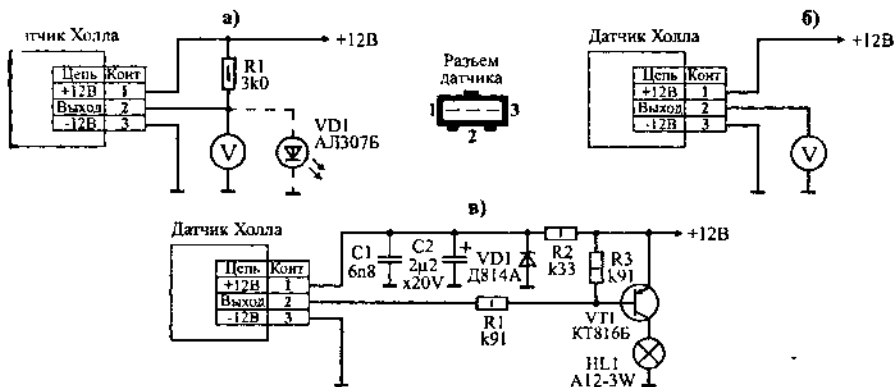 а)
тчик Холла
Цепь Конт
+12В 1
Выход 2
-12В 3
+12В
R1
3k0
V
VD1
АЛ307Б
Разъем
датчика
1 3
2
б)
Датчик Холла
Цепь Конт
+12В 1
Выход 2
-12В 3
+12В
V
в)
Датчик Холла
Цепь Конт
+12В 1
Выход 2
-12В 3
C1
6n8
C2 +
2µ2
x20V
VD1
Д814А
R2
k33
R3
k91
+12В
R1
k91
VT1
КТ816Б
HL1
А12-3W